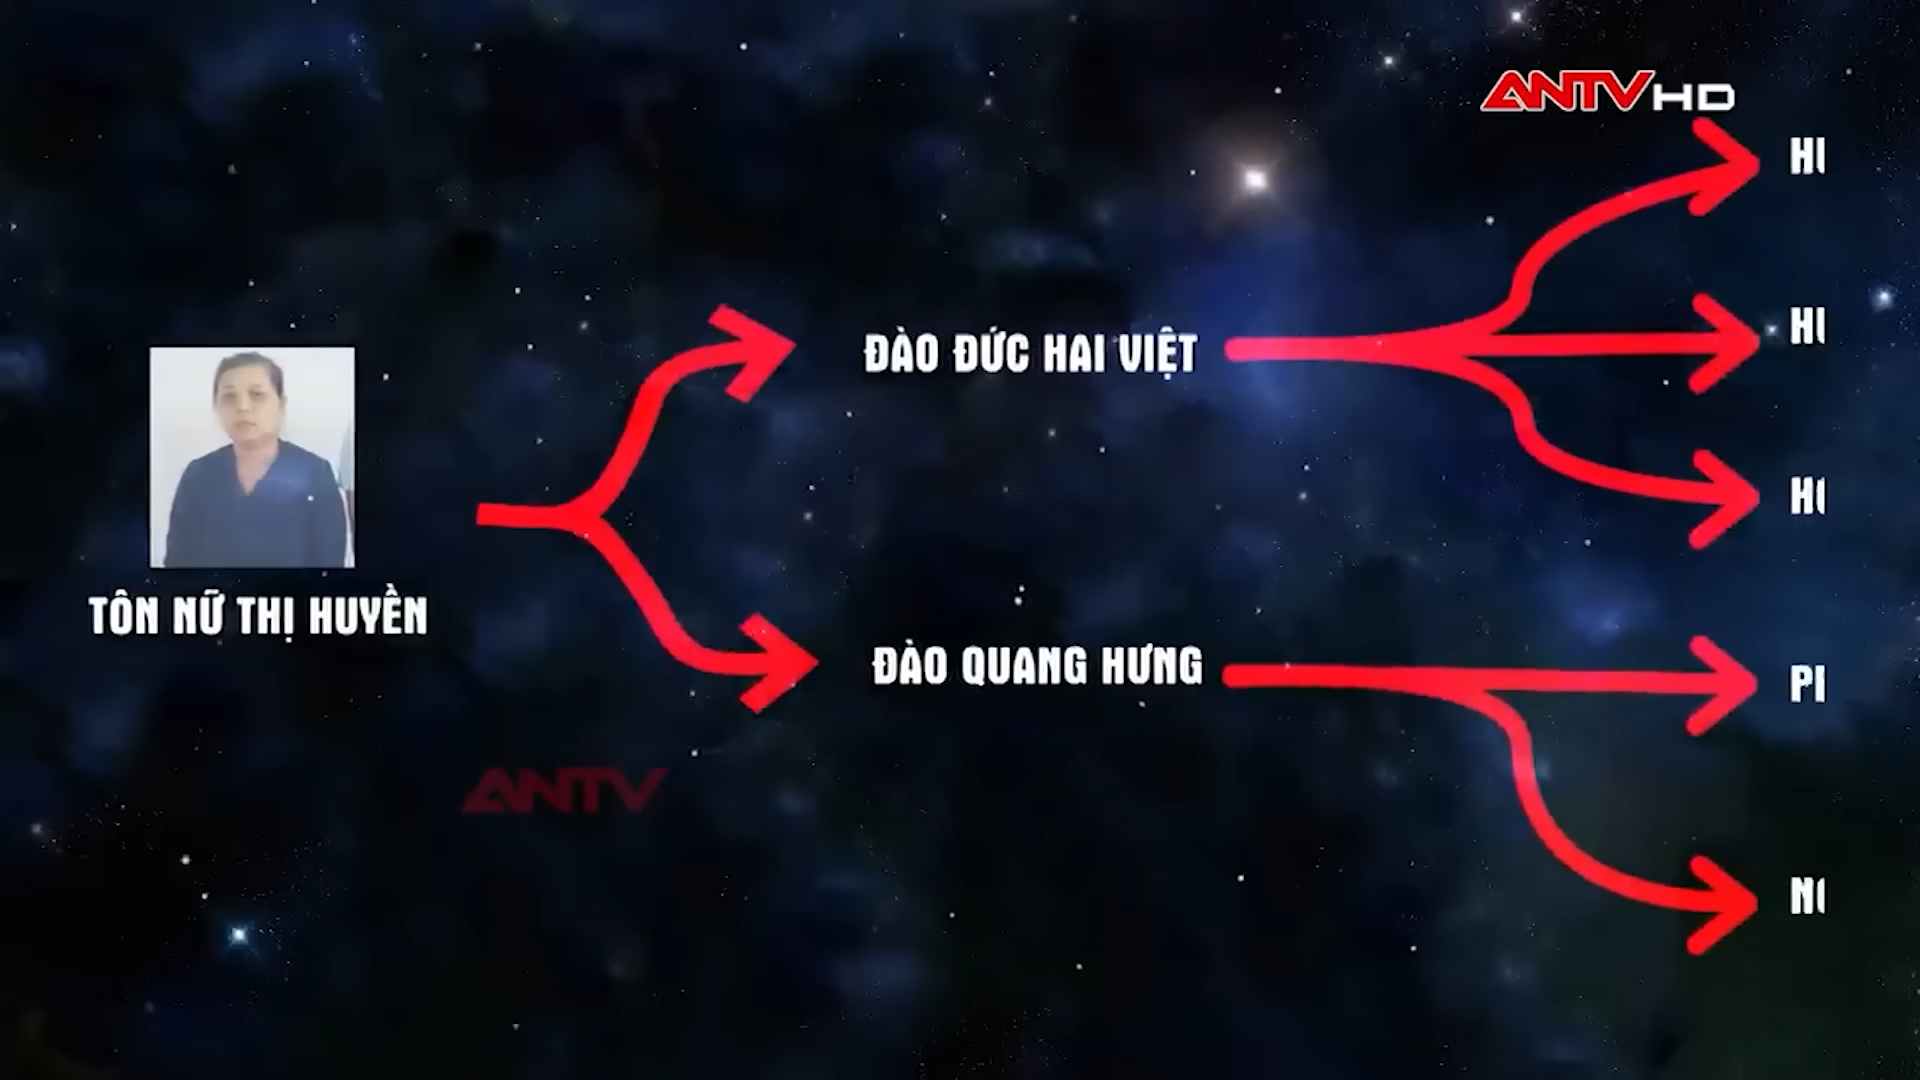 ANTV HD
TÔN NỮ THỊ HUYỀN
ĐÀO ĐỨC HAI VIỆT
ĐÀO QUANG HƯNG
ANTV